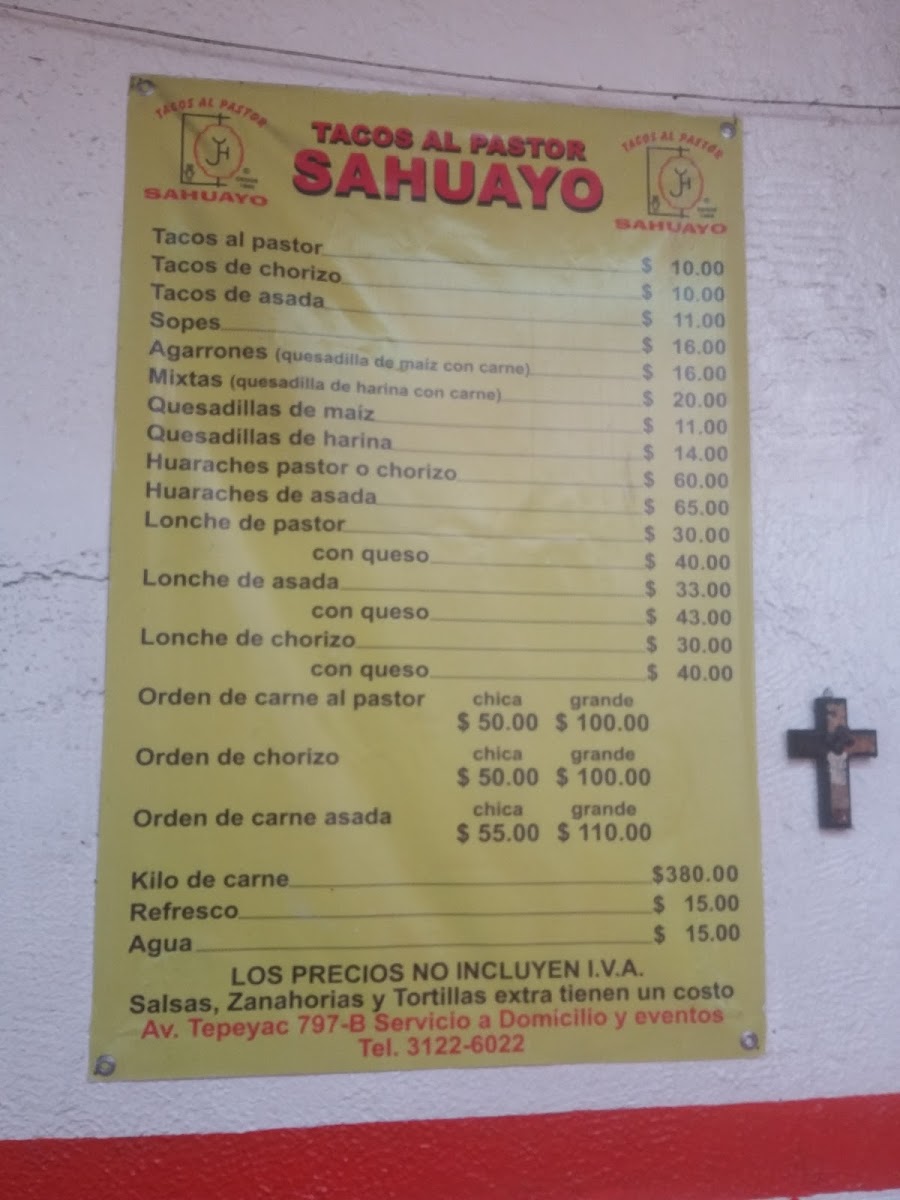 TACOS AL PASTOR
JH
SAHUAYO
TACOS AL PASTOR
SAHUAYO
TACOS AL PASTOR
JH
SAHUAYO
Tacos al pastor $ 10.00
Tacos de chorizo $ 10.00
Tacos de asada $ 11.00
Sopes $ 16.00
Agarrones (quesadilla de maiz con carne) $ 16.00
Mixtas (quesadilla de harina con carne) $ 20.00
Quesadillas de maiz $ 11.00
Quesadillas de harina $ 14.00
Huaraches pastor o chorizo $ 60.00
Huaraches de asada $ 65.00
Lonche de pastor $ 30.00
con queso $ 40.00
Lonche de asada $ 33.00
con queso $ 43.00
Lonche de chorizo $ 30.00
con queso $ 40.00
Orden de carne al pastor chica grande
$ 50.00 $ 100.00
Orden de chorizo chica grande
$ 50.00 $ 100.00
Orden de carne asada chica grande
$ 55.00 $ 110.00
Kilo de carne $380.00
Refresco $ 15.00
Agua $ 15.00
LOS PRECIOS NO INCLUYEN I.V.A.
Salsas, Zanahorias y Tortillas extra tienen un costo
Av. Tepeyac 797-B Servicio a Domicilio y eventos
Tel. 3122-6022